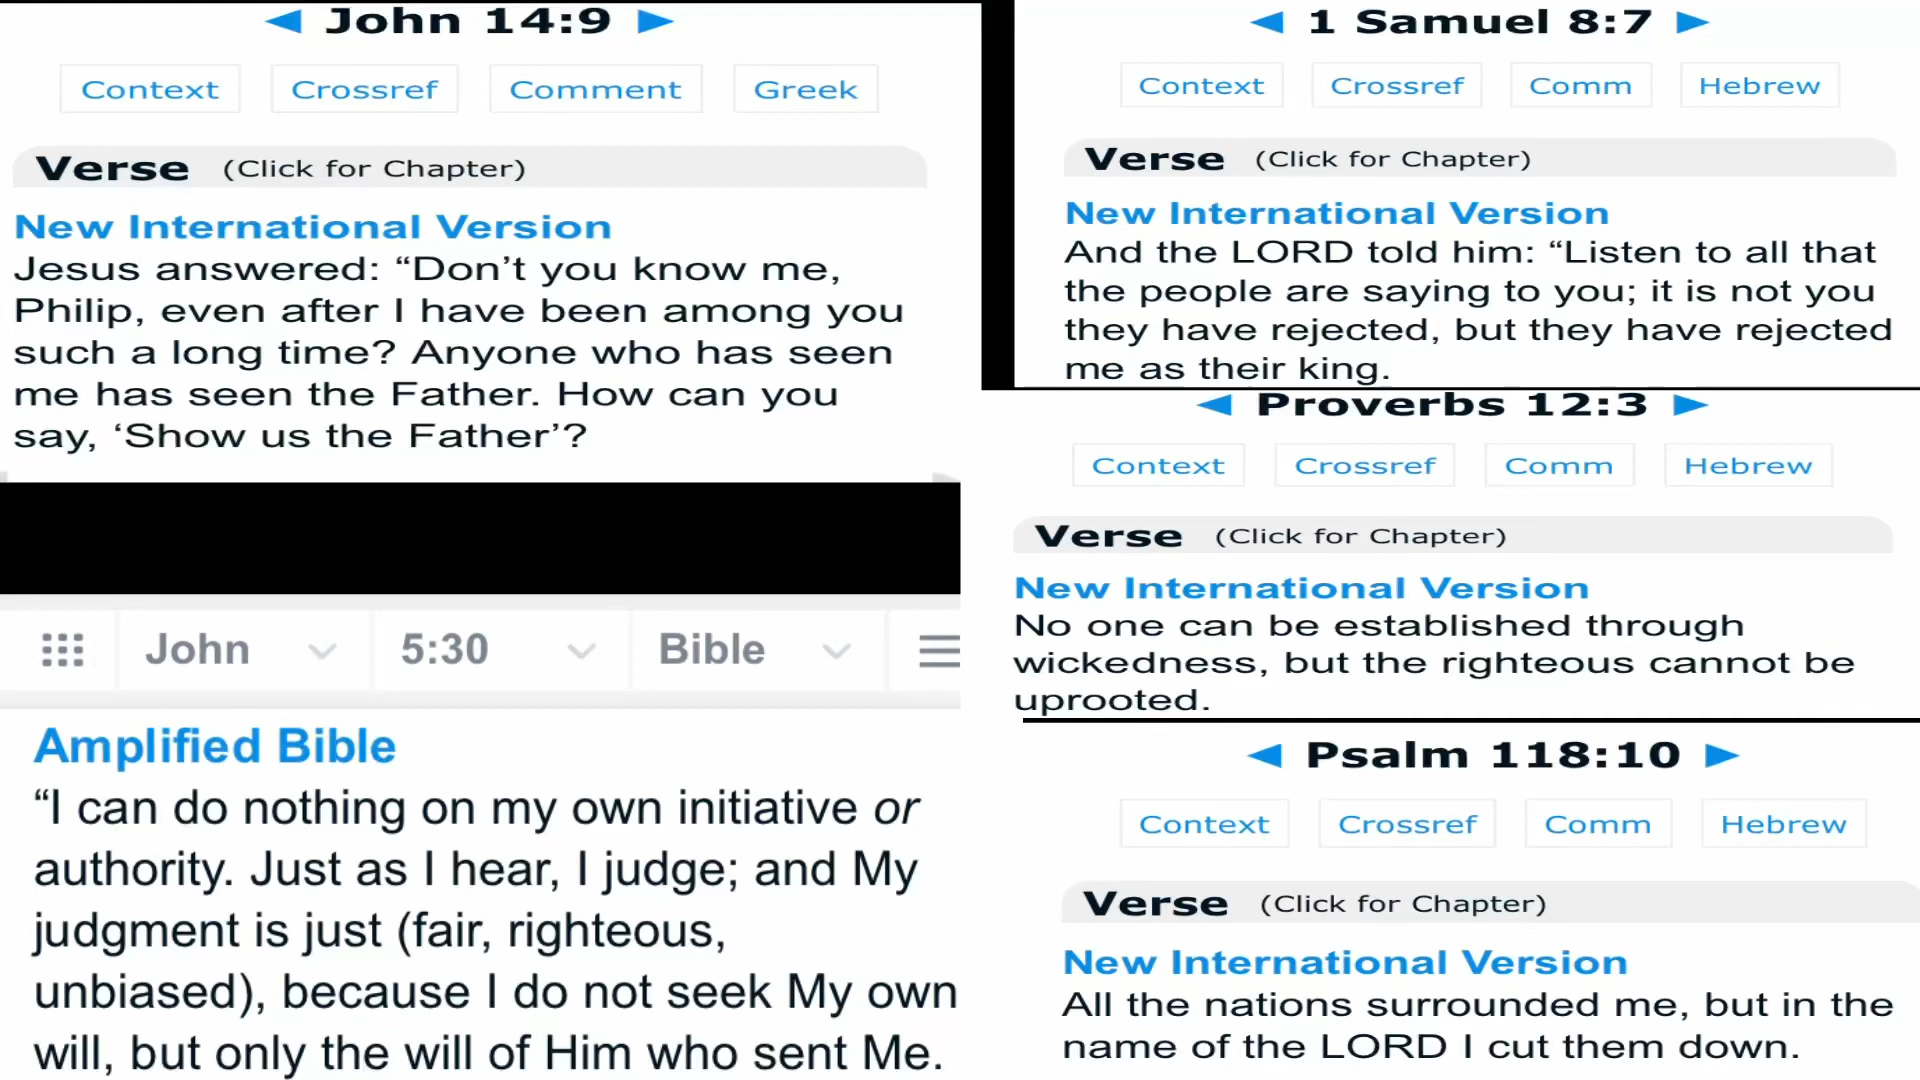 John 14:9
Context Crossref Comment Greek
Verse (Click for Chapter)
New International Version
Jesus answered: “Don’t you know me,
Philip, even after I have been among you
such a long time? Anyone who has seen
me has seen the Father. How can you
say, ‘Show us the Father’?
John 5:30 Bible
Amplified Bible
“I can do nothing on my own initiative or
authority. Just as I hear, I judge; and My
judgment is just (fair, righteous,
unbiased), because I do not seek My own
will, but only the will of Him who sent Me.
1 Samuel 8:7
Context Crossref Comm Hebrew
Verse (Click for Chapter)
New International Version
And the LORD told him: “Listen to all that
the people are saying to you; it is not you
they have rejected, but they have rejected
me as their king.
Proverbs 12:3
Context Crossref Comm Hebrew
Verse (Click for Chapter)
New International Version
No one can be established through
wickedness, but the righteous cannot be
uprooted.
Psalm 118:10
Context Crossref Comm Hebrew
Verse (Click for Chapter)
New International Version
All the nations surrounded me, but in the
name of the LORD I cut them down.